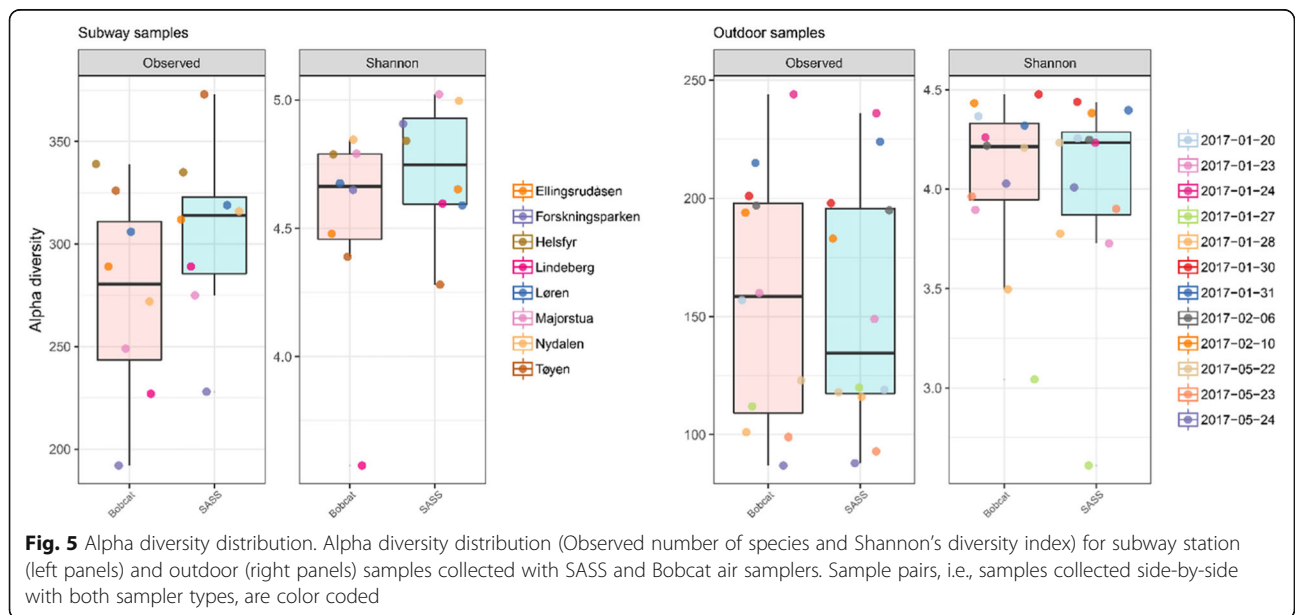 Subway samples
Observed
Shannon
Alpha diversity
350
300
250
200
5.0
4.5
4.0
Bobcat
SASS
Bobcat
SASS
Ellingsrudåsen
Forskningsparken
Helsfyr
Lindeberg
Løren
Majorstua
Nydalen
Tøyen
Outdoor samples
Observed
Shannon
250
200
150
100
4.5
4.0
3.5
3.0
Bobcat
SASS
Bobcat
SASS
2017-01-20
2017-01-23
2017-01-24
2017-01-27
2017-01-28
2017-01-30
2017-01-31
2017-02-06
2017-02-10
2017-05-22
2017-05-23
2017-05-24
Fig. 5 Alpha diversity distribution. Alpha diversity distribution (Observed number of species and Shannon's diversity index) for subway station
(left panels) and outdoor (right panels) samples collected with SASS and Bobcat air samplers. Sample pairs, i.e., samples collected side-by-side
with both sampler types, are color coded